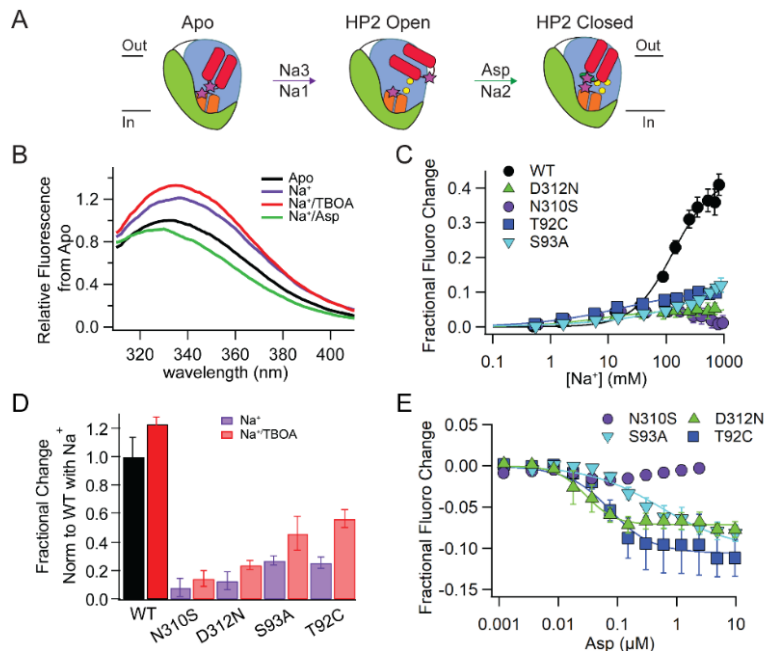 A
Apo
HP2 Open
HP2 Closed
Out
In
Na3
Na1
Asp
Na2
Out
In
B
Relative Fluorescence
from Apo
1.2
0.8
0.4
0.0
Apo
Na+
Na+/TBOA
Na+/Asp
320
340
360
380
400
wavelength (nm)
C
Fractional Fluoro Change
0.4
0.3
0.2
0.1
0.0
WT
D312N
N310S
T92C
S93A
0.1
1
10
100
1000
[Na+] (mM)
D
Fractional Change
Norm to WT with Na+
1.2
1.0
0.8
0.6
0.4
0.2
0.0
Na+
Na+/TBOA
WT
N310S
D312N
S93A
T92C
E
Fractional Fluoro Change
0.05
0.00
-0.05
-0.10
-0.15
N310S
D312N
S93A
T92C
0.001
0.01
0.1
1
10
Asp (µM)